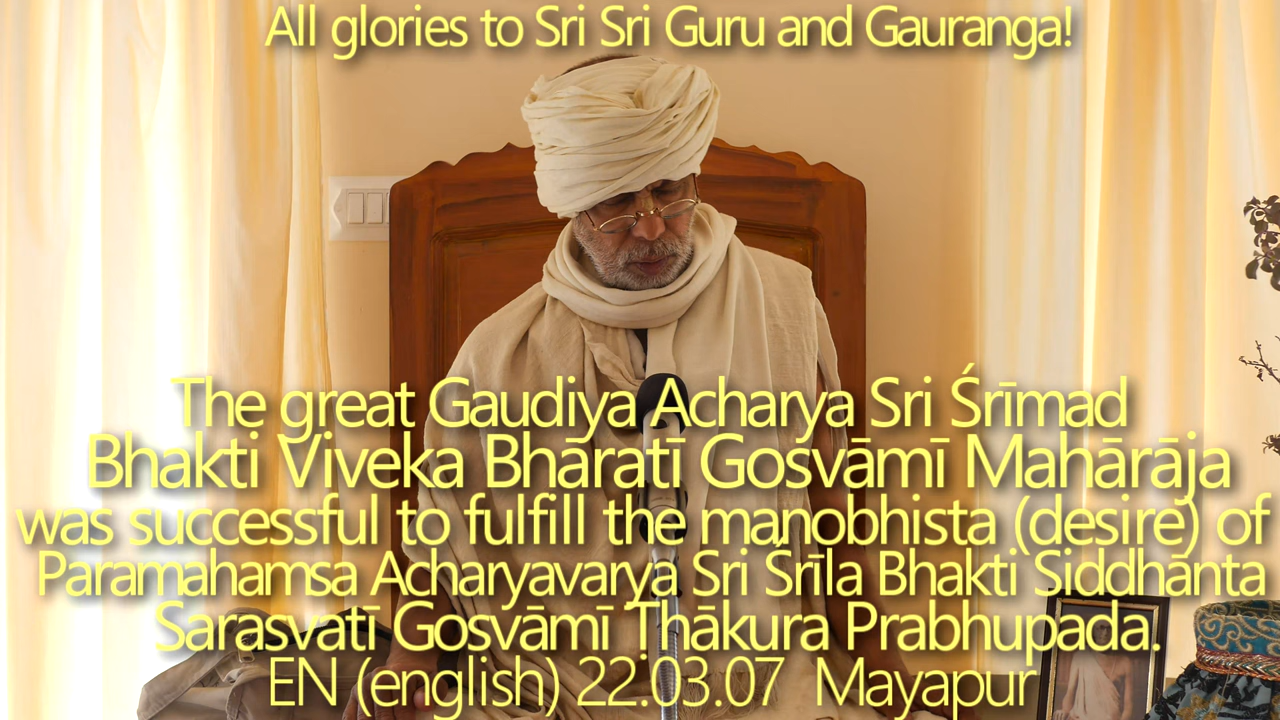 All glories to Sri Sri Guru and Gauranga!
The great Gaudiya Acharya Sri Śrīmad
Bhakti Viveka Bhāratī Gosvāmī Mahārāja
was successful to fulfill the manobhista (desire) of
Paramahamsa Acharyavarya Sri Śrīla Bhakti Siddhānta
Sarasvatī Gosvāmī Ṭhākura Prabhupada.
EN (english) 22.03.07 Mayapur